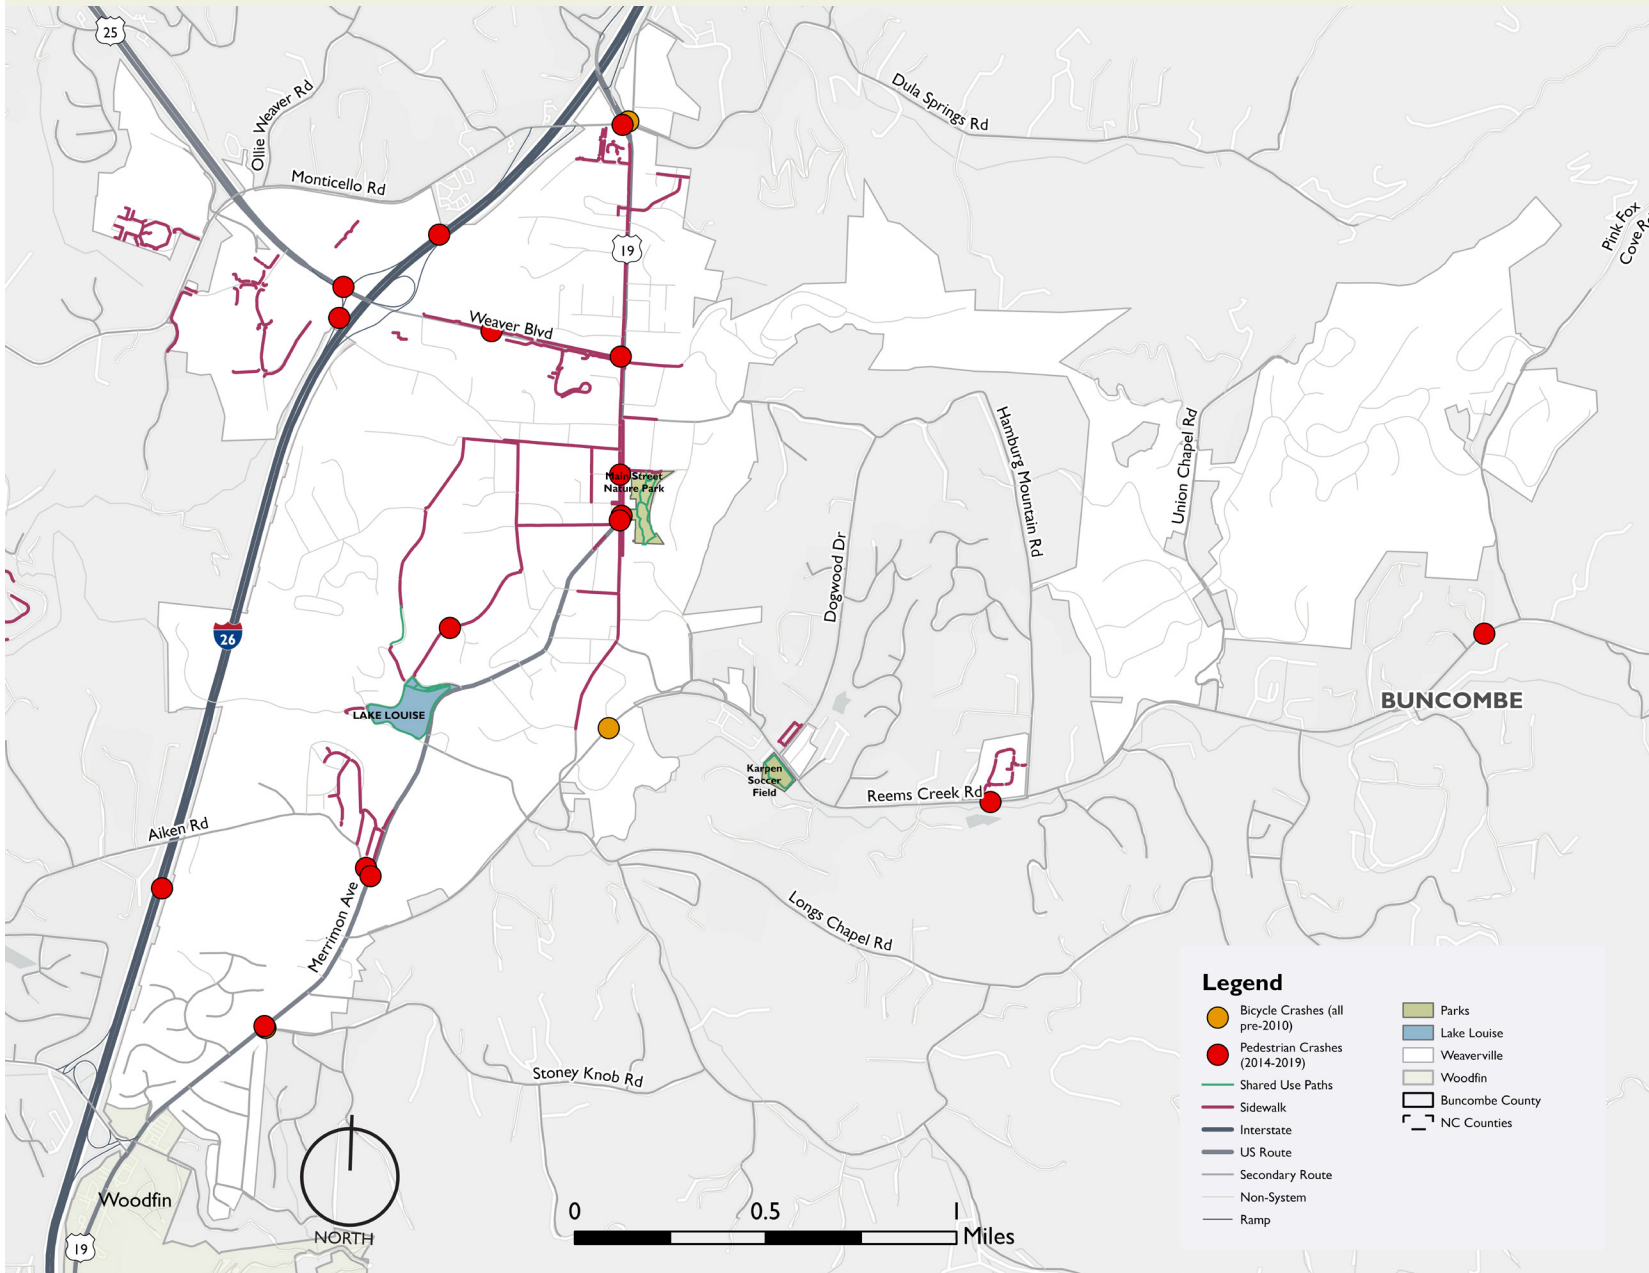 25
Ollie Weaver Rd
Dula Springs Rd
Monticello Rd
Pink Fox
Cove Rd
19
Weaver Blvd
Hamburg Mountain Rd
Union Chapel Rd
Main Street
Nature Park
Dogwood Dr
26
BUNCOMBE
LAKE LOUISE
Karpen
Soccer
Field
Reems Creek Rd
Aiken Rd
Merrimon Ave
Longs Chapel Rd
Stoney Knob Rd
Woodfin
19
NORTH
0 0.5 1
Miles
Legend
Bicycle Crashes (all
pre-2010)
Pedestrian Crashes
(2014-2019)
Shared Use Paths
Sidewalk
Interstate
US Route
Secondary Route
Non-System
Ramp
Parks
Lake Louise
Weaverville
Woodfin
Buncombe County
NC Counties